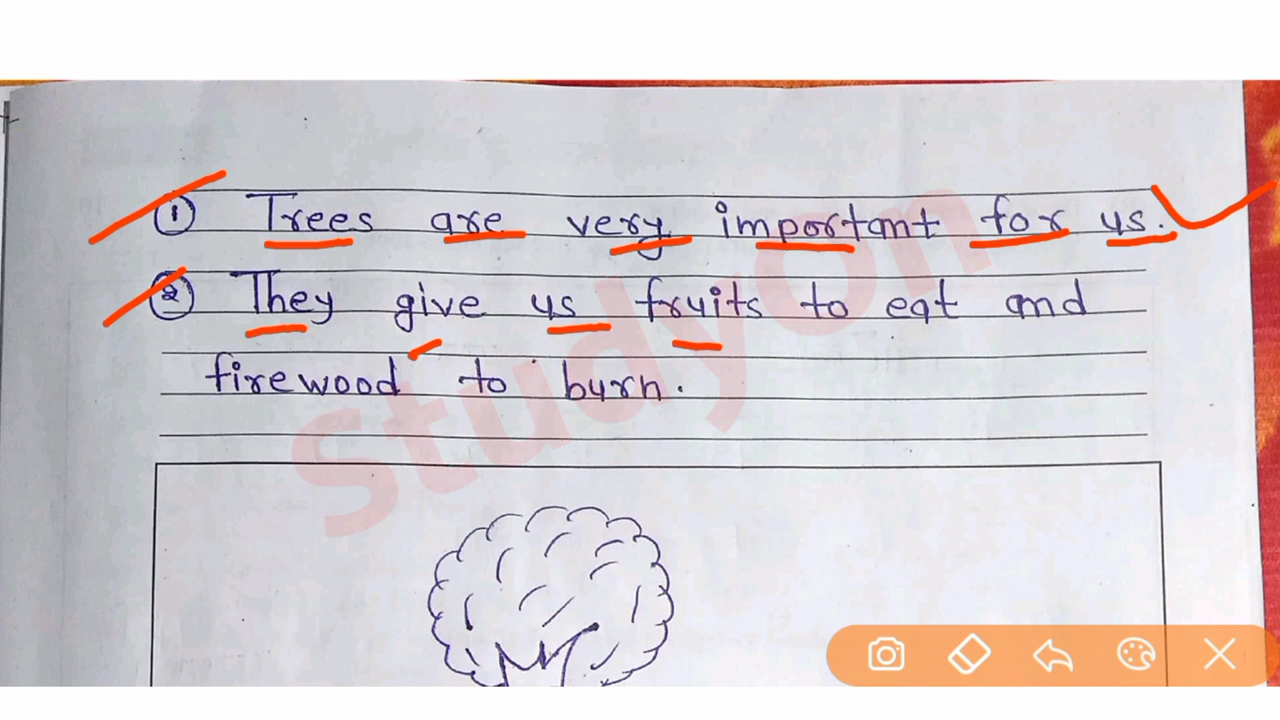 ① Trees are very important for us.
② They give us fruits to eat and
firewood to burn.
studyon